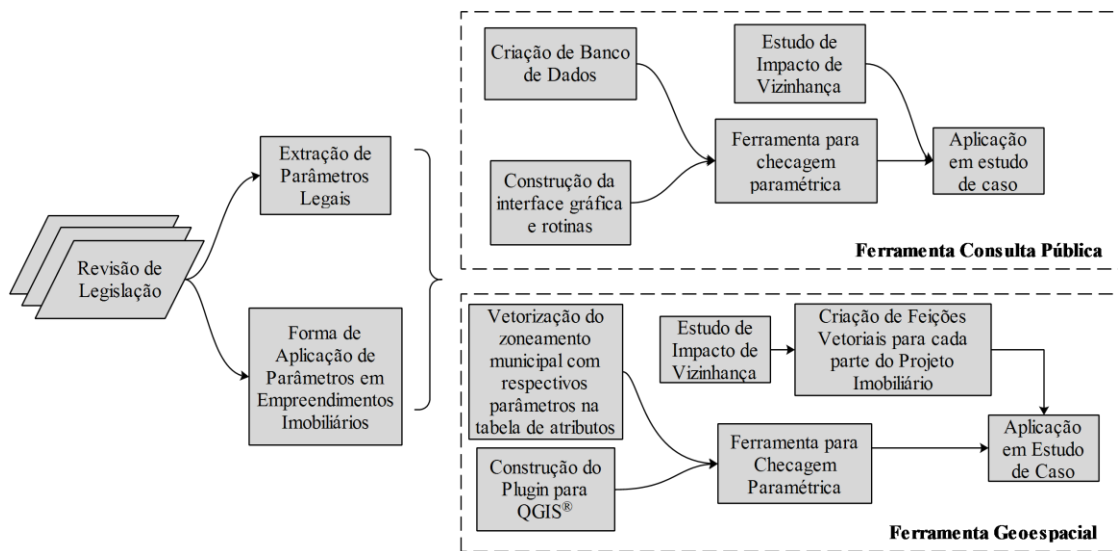 Revisão de
Legislação
Extração de
Parâmetros
Legais
Forma de
Aplicação de
Parâmetros em
Empreendimentos
Imobiliários
Criação de Banco
de Dados
Construção da
interface gráfica
e rotinas
Estudo de
Impacto de
Vizinhança
Ferramenta para
checagem
paramétrica
Aplicação
em estudo
de caso
Ferramenta Consulta Pública
Vetorização do
zoneamento
municipal com
respectivos
parâmetros na
tabela de atributos
Construção do
Plugin para
QGIS®
Estudo de
Impacto de
Vizinhança
Criação de Feições
Vetoriais para cada
parte do Projeto
Imobiliário
Ferramenta para
Checagem
Paramétrica
Aplicação
em Estudo
de Caso
Ferramenta Geoespacial